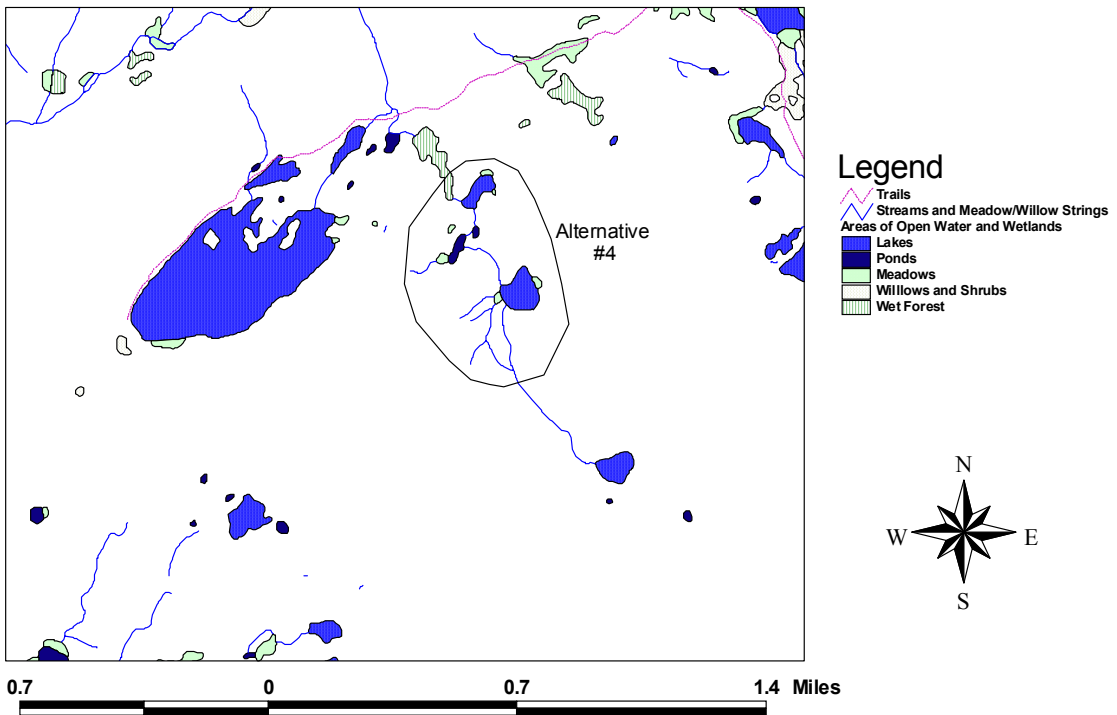 Alternative
#4
Legend
Trails
Streams and Meadow/Willow Strings
Areas of Open Water and Wetlands
Lakes
Ponds
Meadows
Willlows and Shrubs
Wet Forest
N
W E
S
0.7 0 0.7 1.4 Miles